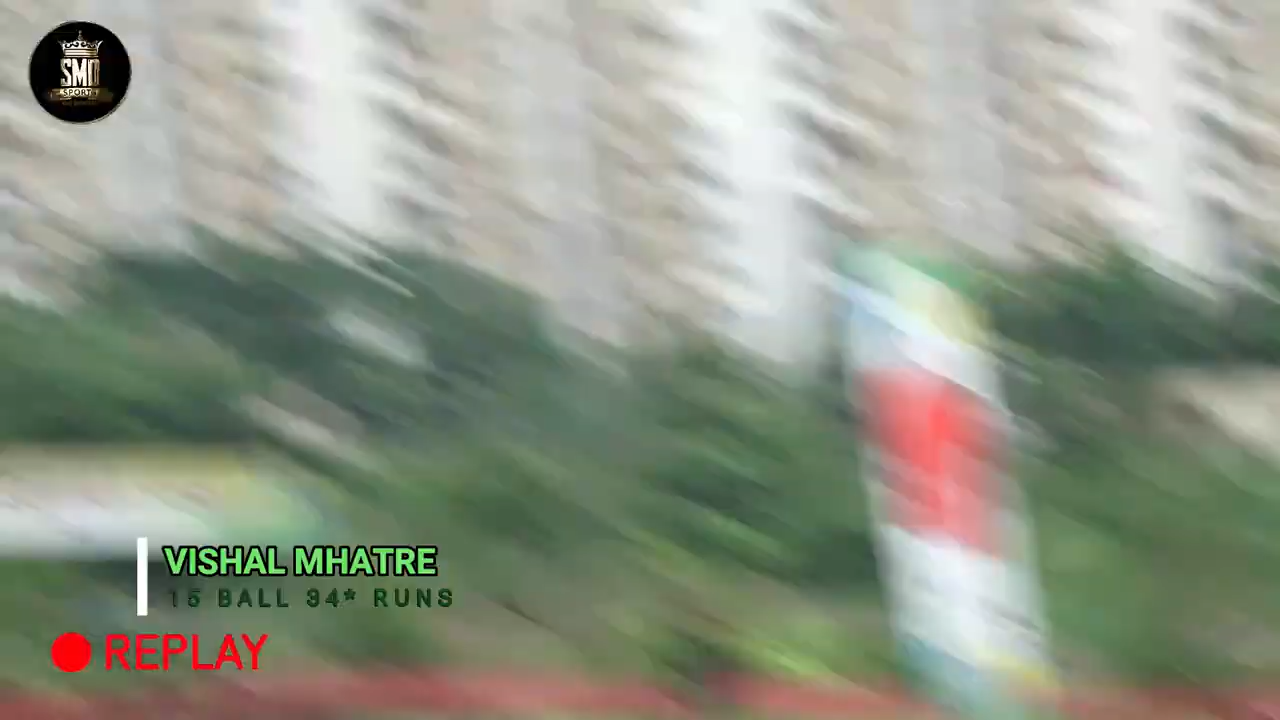 SMD
SPORTS
VISHAL MHATRE
15 BALL 34* RUNS
REPLAY